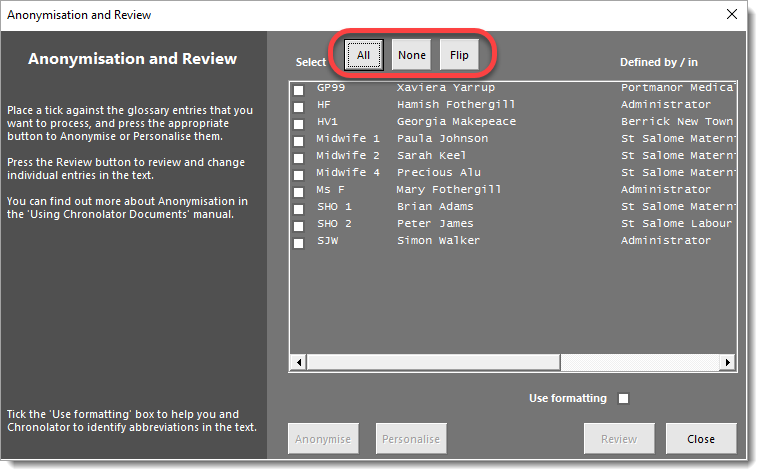 Anonymisation and Review
Anonymisation and Review
Place a tick against the glossary entries that you
want to process, and press the appropriate
button to Anonymise or Personalise them.
Press the Review button to review and change
individual entries in the text.
You can find out more about Anonymisation in
the 'Using Chronolator Documents' manual.
Tick the 'Use formatting' box to help you and
Chronolator to identify abbreviations in the text.
Select All None Flip Defined by / in
GP99 Xaviera Yarrup Portmanor Medical
HF Hamish Fothergill Administrator
HV1 Georgia Makepeace Berrick New Town
Midwife 1 Paula Johnson St Salome Matern
Midwife 2 Sarah Keel St Salome Matern
Midwife 4 Precious Alu St Salome Matern
Ms F Mary Fothergill Administrator
SHO 1 Brian Adams St Salome Matern
SHO 2 Peter James St Salome Labour
SJW Simon Walker Administrator
Use formatting
Anonymise Personalise Review Close